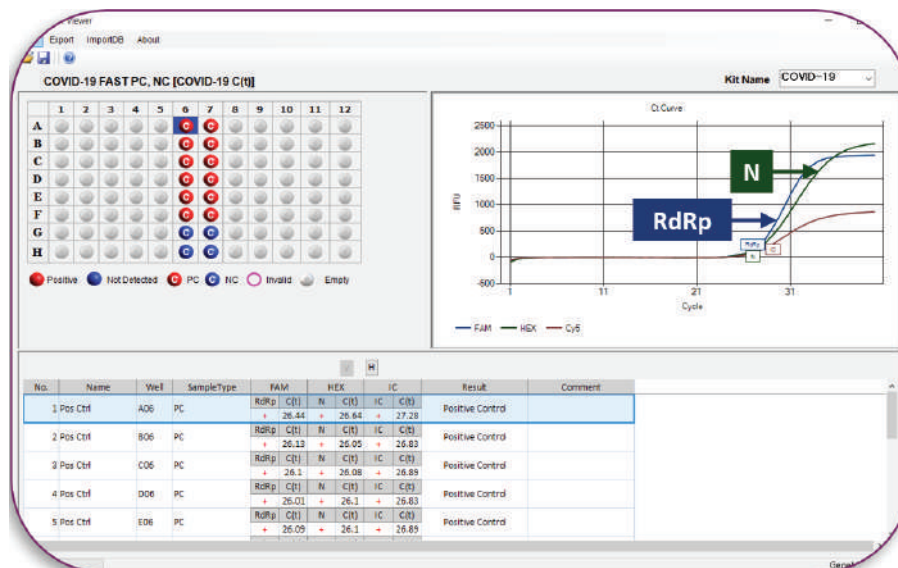 Viewer
Export ImportDB About
COVID-19 FAST PC, NC [COVID-19 C(t)]
Kit Name COVID-19
1 2 3 4 5 6 7 8 9 10 11 12
A C C
B C C
C C C
D C C
E C C
F C C
G C C
H C C
Positive Not Detected C PC C NC Invalid Empty
Ct Curve
RFU
2500
2000
1500
1000
500
0
-500
N
RdRp
RdRp
N
IC
1 11 21 31
Cycle
FAM HEX Cy5
H
No. Name Well SampleType FAM HEX IC Result Comment
RdRp C(t) N C(t) IC C(t)
1 Pos Ctrl A06 PC + 26.44 + 26.64 + 27.28 Positive Control
RdRp C(t) N C(t) IC C(t)
2 Pos Ctrl B06 PC + 26.13 + 26.05 + 26.83 Positive Control
RdRp C(t) N C(t) IC C(t)
3 Pos Ctrl C06 PC + 26.1 + 26.08 + 26.89 Positive Control
RdRp C(t) N C(t) IC C(t)
4 Pos Ctrl D06 PC + 26.01 + 26.1 + 26.83 Positive Control
RdRp C(t) N C(t) IC C(t)
5 Pos Ctrl E06 PC + 26.09 + 26.1 + 26.89 Positive Control